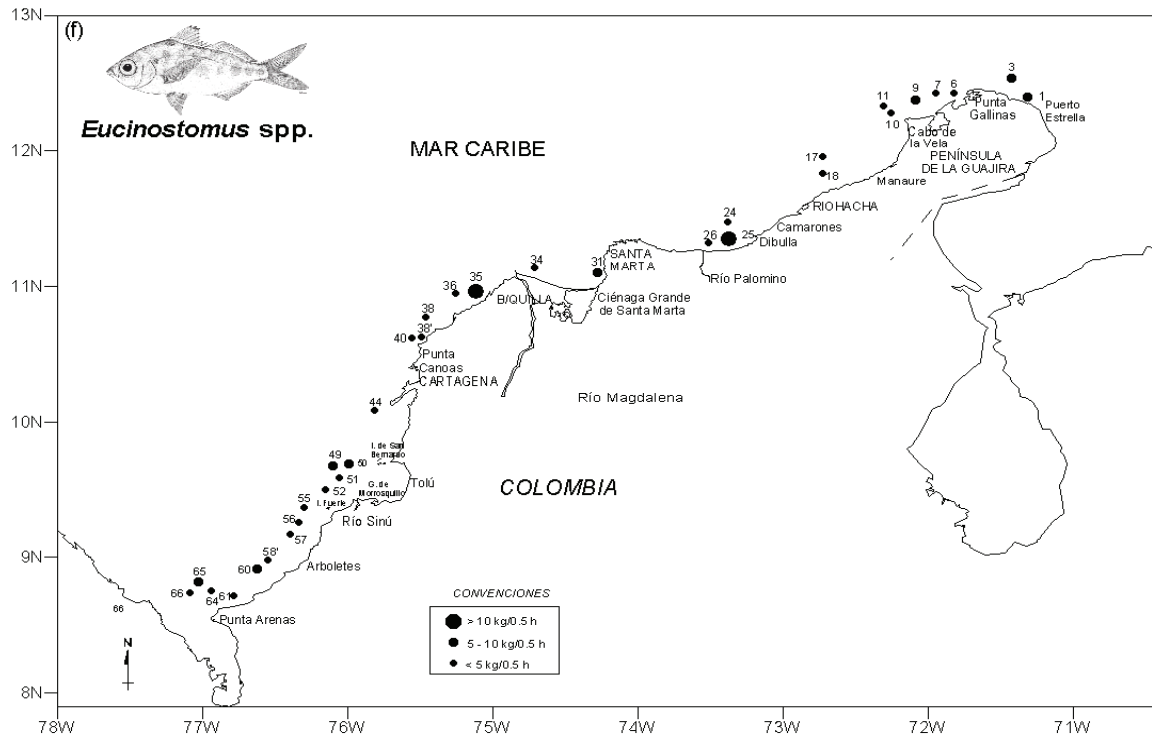 13N
(f)
Eucinostomus spp.
MAR CARIBE
12N
11N
10N
9N
8N
78W
77W
76W
75W
74W
73W
72W
71W
3
1
Puerto
Estrella
6
7
9
11
10
Punta
Gallinas
Cabo de
la Vela
PENÍNSULA
DE LA GUAJIRA
17
18
Manaure
RIOHACHA
24
25
26
Camarones
Dibulla
Río Palomino
SANTA
MARTA
31
34
35
36
B/QUILLA
Ciénaga Grande
de Santa Marta
38
38'
40
Punta
Canoas
CARTAGENA
Río Magdalena
44
I. de San
Bernardo
49
50
51
52
G. de
Morrosquillo
Tolú
COLOMBIA
I. fuerte
Río Sinú
55
56
57
58'
60
Arboletes
65
66
64
61
66
Punta Arenas
N
CONVENCIONES
> 10 kg/0.5 h
5 - 10 kg/0.5 h
< 5 kg/0.5 h